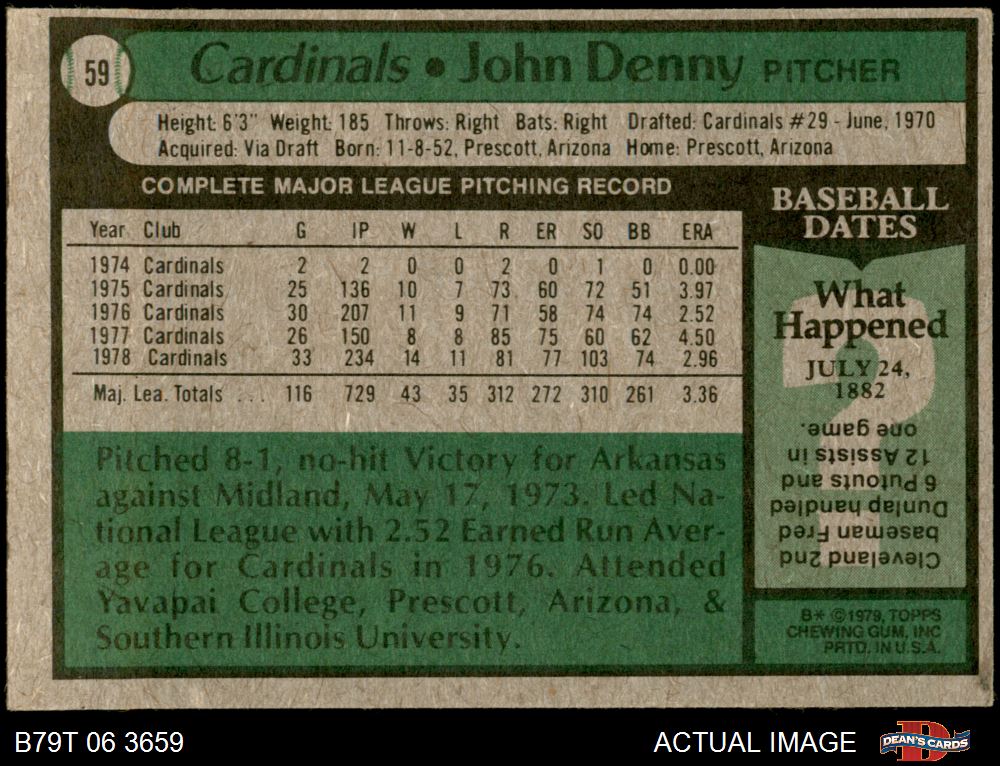 59
Cardinals • John Denny PITCHER
Height: 6'3" Weight: 185 Throws: Right Bats: Right Drafted: Cardinals #29 - June, 1970
Acquired: Via Draft Born: 11-8-52, Prescott, Arizona Home: Prescott, Arizona
COMPLETE MAJOR LEAGUE PITCHING RECORD
Year Club G IP W L R ER SO BB ERA
1974 Cardinals 2 2 0 0 2 0 1 0 0.00
1975 Cardinals 25 136 10 7 73 60 72 51 3.97
1976 Cardinals 30 207 11 9 71 58 74 74 2.52
1977 Cardinals 26 150 8 8 85 75 60 62 4.50
1978 Cardinals 33 234 14 11 81 77 103 74 2.96
Maj. Lea. Totals ... 116 729 43 35 312 272 310 261 3.36
Pitched 8-1, no-hit Victory for Arkansas
against Midland, May 17, 1973. Led Na-
tional League with 2.52 Earned Run Aver-
age for Cardinals in 1976. Attended
Yavapai College, Prescott, Arizona, &
Southern Illinois University.
BASEBALL
DATES
What
Happened
JULY 24,
1882
Cleveland 2nd
baseman Fred
Dunlap handled
6 Putouts and
12 Assists in
one game.
B* ©1979, TOPPS
CHEWING GUM, INC
PRTD. IN U.S.A.
B79T 06 3659
ACTUAL IMAGE
D
DEAN'S CARDS